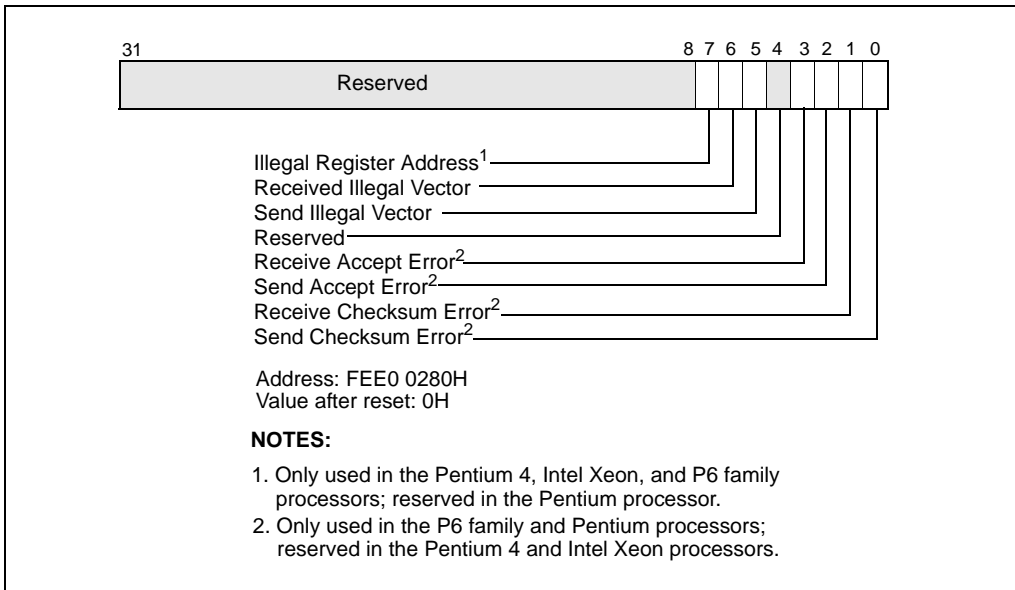 31 8 7 6 5 4 3 2 1 0
Reserved
Illegal Register Address1
Received Illegal Vector
Send Illegal Vector
Reserved
Receive Accept Error2
Send Accept Error2
Receive Checksum Error2
Send Checksum Error2
Address: FEE0 0280H
Value after reset: 0H
NOTES:
1. Only used in the Pentium 4, Intel Xeon, and P6 family
processors; reserved in the Pentium processor.
2. Only used in the P6 family and Pentium processors;
reserved in the Pentium 4 and Intel Xeon processors.